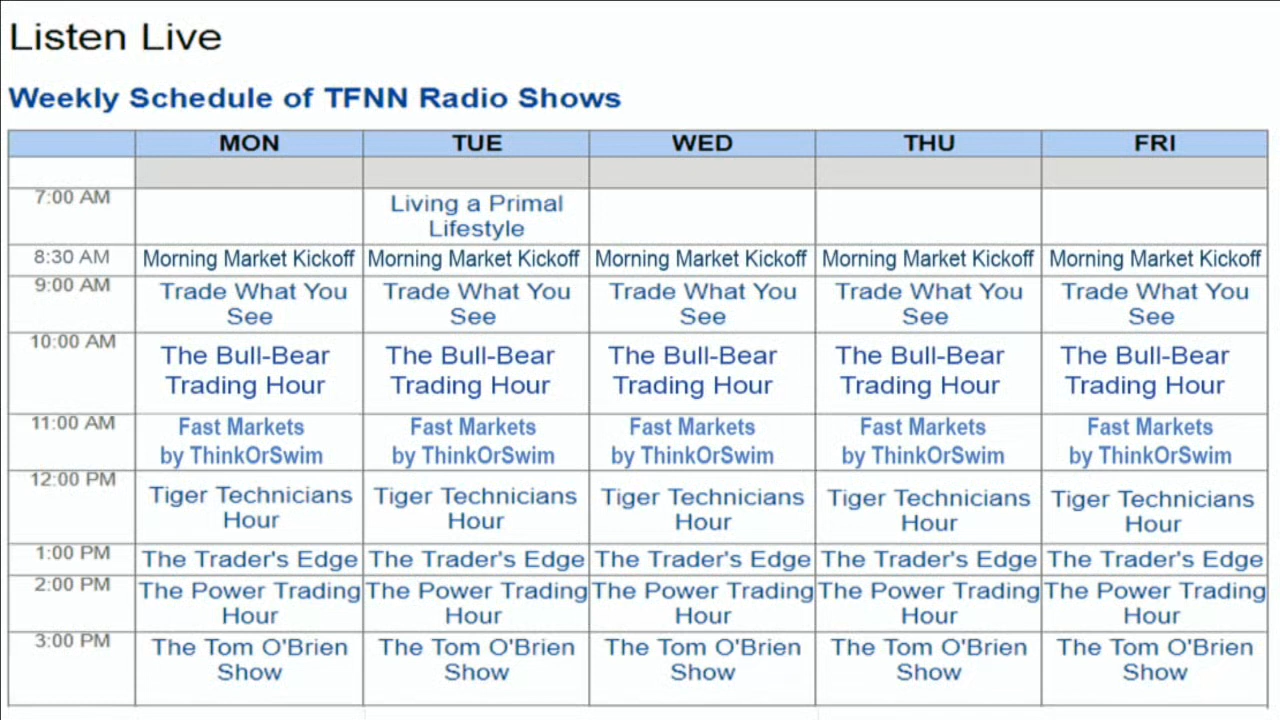 Listen Live
Weekly Schedule of TFNN Radio Shows
MON TUE WED THU FRI
7:00 AM Living a Primal
Lifestyle
8:30 AM Morning Market Kickoff Morning Market Kickoff Morning Market Kickoff Morning Market Kickoff Morning Market Kickoff
9:00 AM Trade What You Trade What You Trade What You Trade What You Trade What You
See See See See See
10:00 AM The Bull-Bear The Bull-Bear The Bull-Bear The Bull-Bear The Bull-Bear
Trading Hour Trading Hour Trading Hour Trading Hour Trading Hour
11:00 AM Fast Markets Fast Markets Fast Markets Fast Markets Fast Markets
by ThinkOrSwim by ThinkOrSwim by ThinkOrSwim by ThinkOrSwim by ThinkOrSwim
12:00 PM Tiger Technicians Tiger Technicians Tiger Technicians Tiger Technicians Tiger Technicians
Hour Hour Hour Hour Hour
1:00 PM The Trader's Edge The Trader's Edge The Trader's Edge The Trader's Edge The Trader's Edge
2:00 PM The Power Trading The Power Trading The Power Trading The Power Trading The Power Trading
Hour Hour Hour Hour Hour
3:00 PM The Tom O'Brien The Tom O'Brien The Tom O'Brien The Tom O'Brien The Tom O'Brien
Show Show Show Show Show